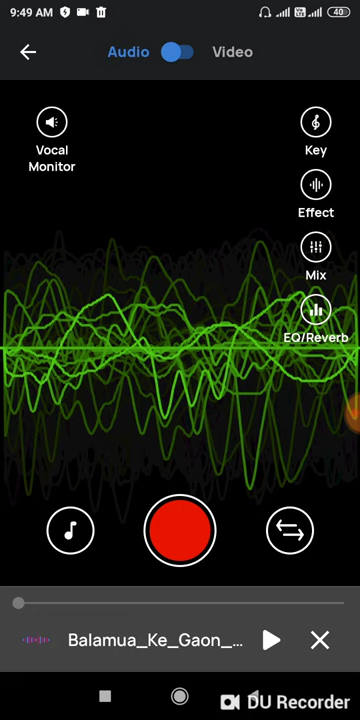 9:49 AM
40
Audio Video
Vocal
Monitor
Key
Effect
Mix
EQ/Reverb
Balamua_Ke_Gaon_...
DU Recorder